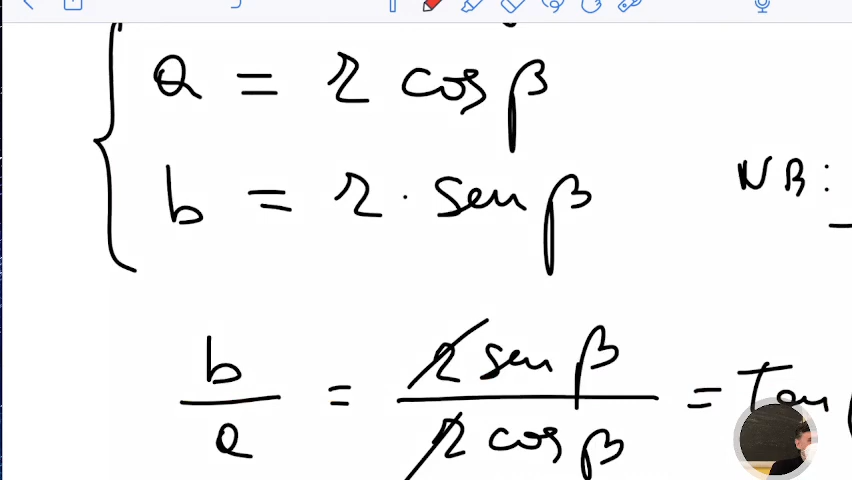 a = r cos β
b = r · sen β
NB:
b/a = r sen β / r cos β = Tan